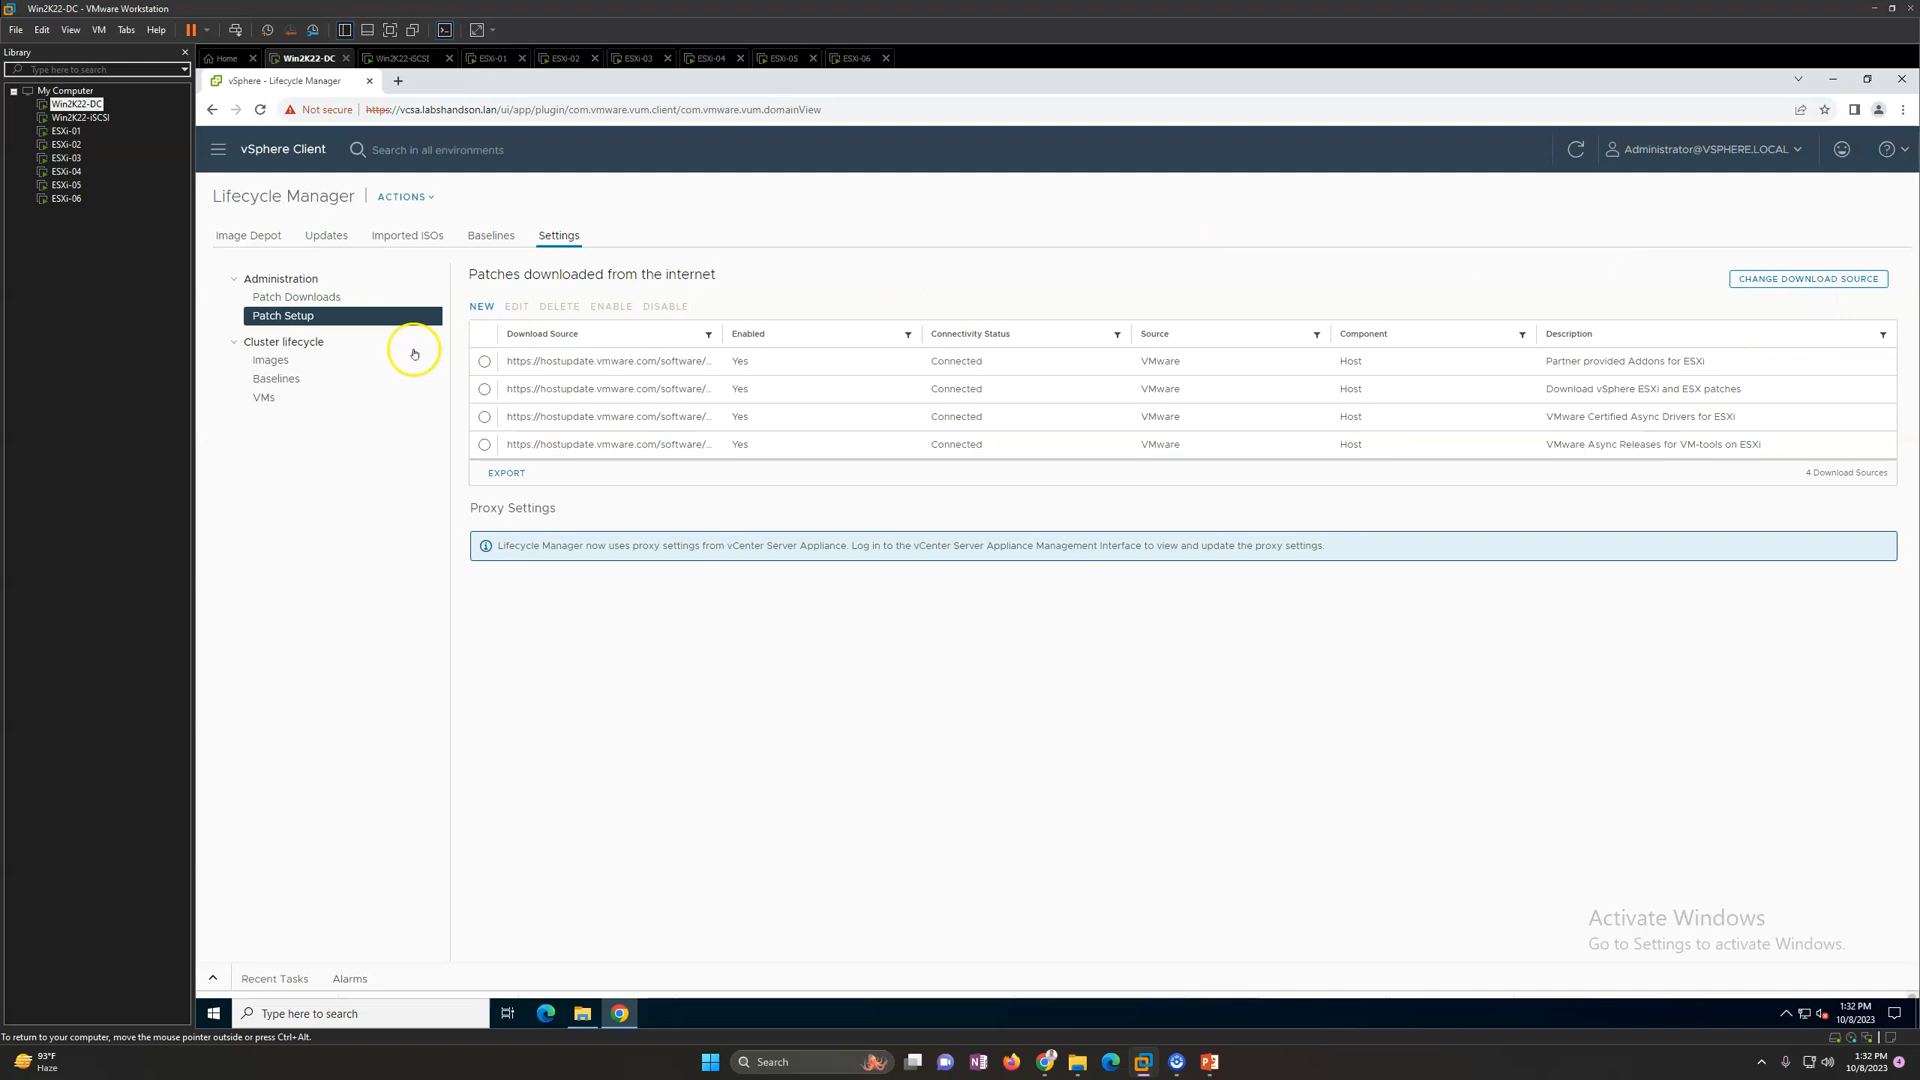 Win2K22-DC - VMware Workstation
File Edit View VM Tabs Help
Library
Type here to search
My Computer
Win2K22-DC
Win2K22-iSCSI
ESXi-01
ESXi-02
ESXi-03
ESXi-04
ESXi-05
ESXi-06
Home Win2K22-DC Win2K22-iSCSI ESXi-01 ESXi-02 ESXi-03 ESXi-04 ESXi-05 ESXi-06
vSphere - Lifecycle Manager
Not secure https://vcsa.labshandson.lan/ui/app/plugin/com.vmware.vum.client/com.vmware.vum.domainView
vSphere Client Search in all environments Administrator@VSPHERE.LOCAL
Lifecycle Manager ACTIONS
Image Depot Updates Imported ISOs Baselines Settings
Administration
Patch Downloads
Patch Setup
Cluster lifecycle
Images
Baselines
VMs
Patches downloaded from the internet CHANGE DOWNLOAD SOURCE
NEW EDIT DELETE ENABLE DISABLE
Download Source Enabled Connectivity Status Source Component Description
https://hostupdate.vmware.com/software/... Yes Connected VMware Host Partner provided Addons for ESXi
https://hostupdate.vmware.com/software/... Yes Connected VMware Host Download vSphere ESXi and ESX patches
https://hostupdate.vmware.com/software/... Yes Connected VMware Host VMware Certified Async Drivers for ESXi
https://hostupdate.vmware.com/software/... Yes Connected VMware Host VMware Async Releases for VM-tools on ESXi
EXPORT 4 Download Sources
Proxy Settings
Lifecycle Manager now uses proxy settings from vCenter Server Appliance. Log in to the vCenter Server Appliance Management Interface to view and update the proxy settings.
Activate Windows
Go to Settings to activate Windows.
Recent Tasks Alarms
Type here to search 1:32 PM
10/8/2023
To return to your computer, move the mouse pointer outside or press Ctrl+Alt.
93°F
Haze
Search
1:32 PM
10/8/2023
4